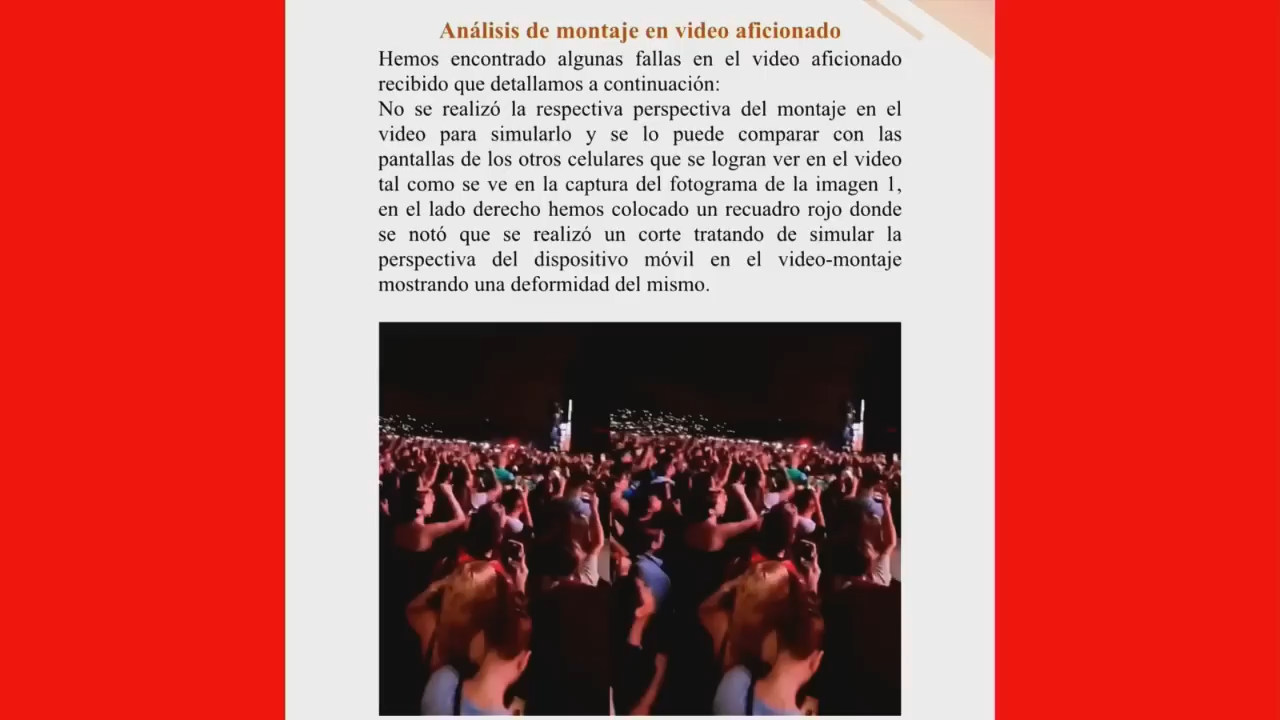 Análisis de montaje en video aficionado
Hemos encontrado algunas fallas en el video aficionado
recibido que detallamos a continuación:
No se realizó la respectiva perspectiva del montaje en el
video para simularlo y se lo puede comparar con las
pantallas de los otros celulares que se logran ver en el video
tal como se ve en la captura del fotograma de la imagen 1,
en el lado derecho hemos colocado un recuadro rojo donde
se notó que se realizó un corte tratando de simular la
perspectiva del dispositivo móvil en el video-montaje
mostrando una deformidad del mismo.